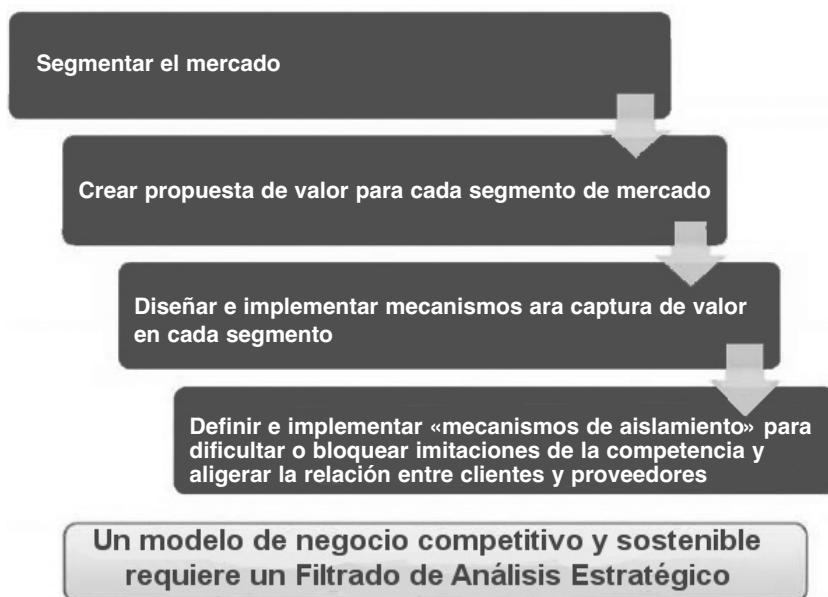 Segmentar el mercado
Crear propuesta de valor para cada segmento de mercado
Diseñar e implementar mecanismos ara captura de valor
en cada segmento
Definir e implementar «mecanismos de aislamiento» para
dificultar o bloquear imitaciones de la competencia y
aligerar la relación entre clientes y proveedores
Un modelo de negocio competitivo y sostenible
requiere un Filtrado de Análisis Estratégico